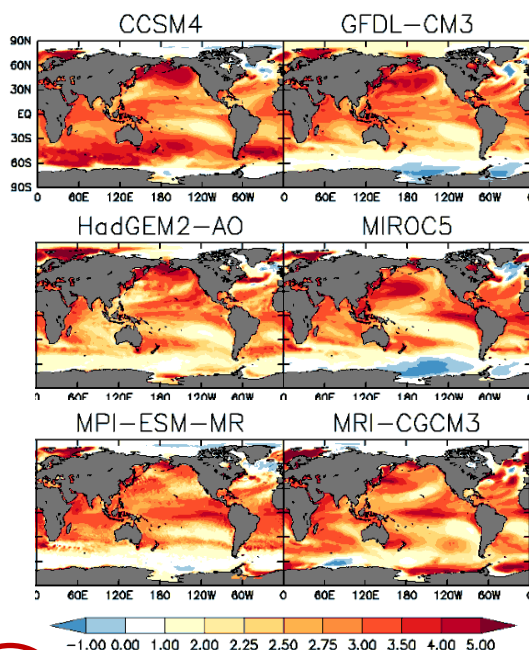 CCSM4 GFDL−CM3
90N
60N
30N
EQ
30S
60S
90S
0 60E 120E 180 120W 60W 0 60E 120E 180 120W 60W
HadGEM2−AO MIROC5
0 60E 120E 180 120W 60W 0 60E 120E 180 120W 60W
MPI−ESM−MR MRI−CGCM3
0 60E 120E 180 120W 60W 0 60E 120E 180 120W 60W
−1.00 0.00 1.00 2.00 2.25 2.50 2.75 3.00 3.50 4.00 5.00